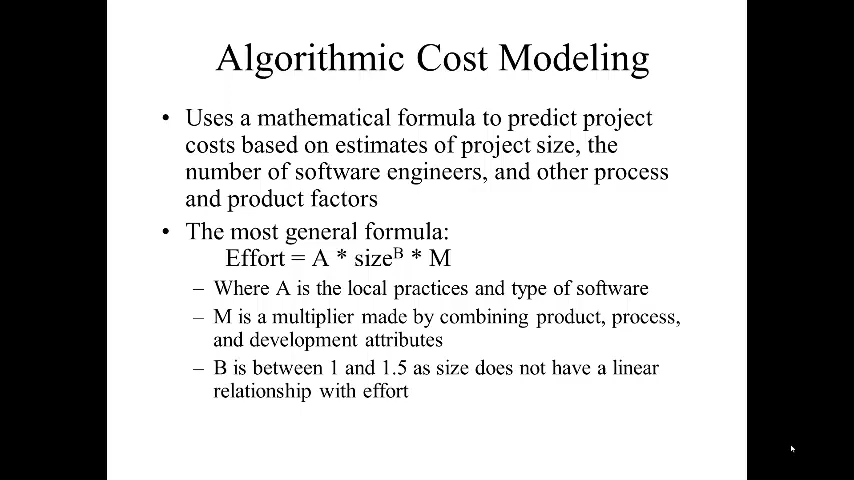 Algorithmic Cost Modeling
• Uses a mathematical formula to predict project
costs based on estimates of project size, the
number of software engineers, and other process
and product factors
• The most general formula:
Effort = A * size^B * M
– Where A is the local practices and type of software
– M is a multiplier made by combining product, process,
and development attributes
– B is between 1 and 1.5 as size does not have a linear
relationship with effort